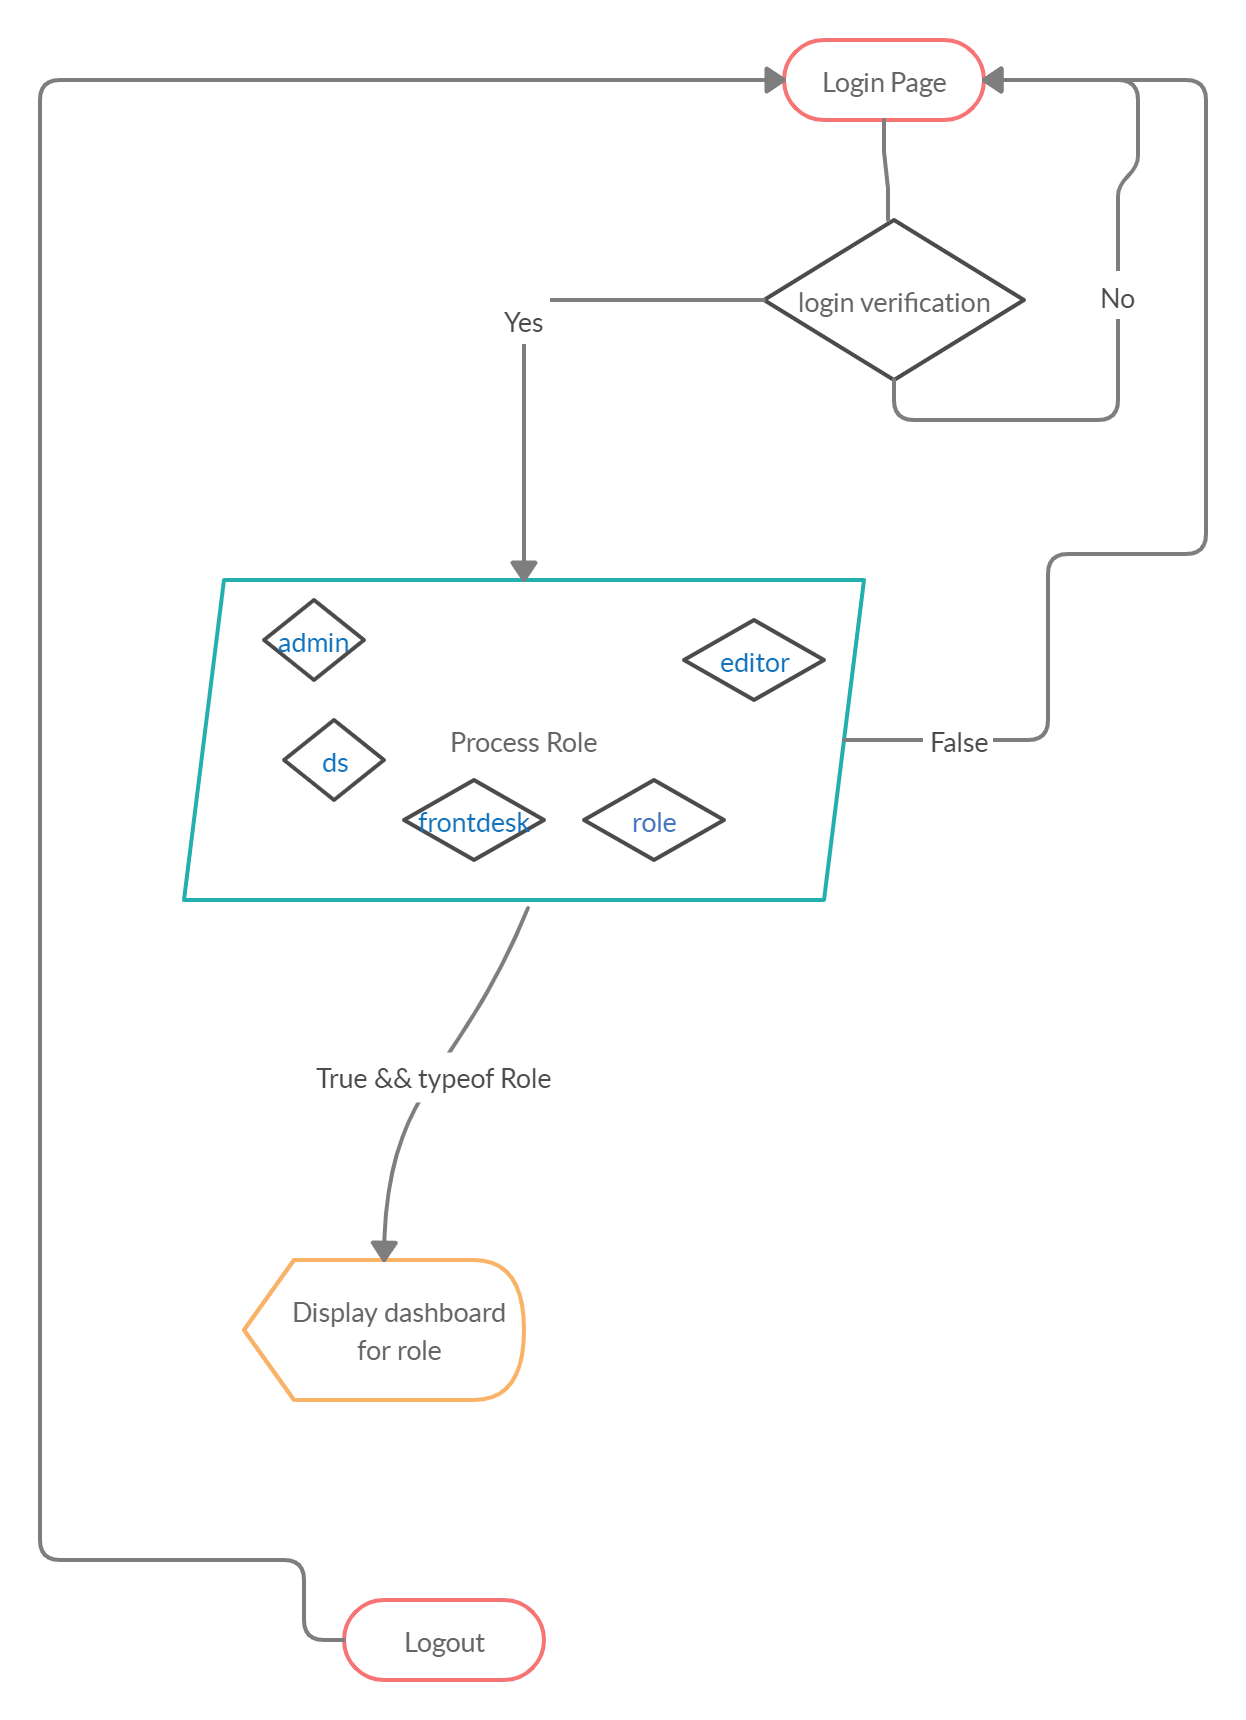 Login Page
login verification
No
Yes
admin
editor
Process Role
False
ds
frontdesk
role
True && typeof Role
Display dashboard
for role
Logout